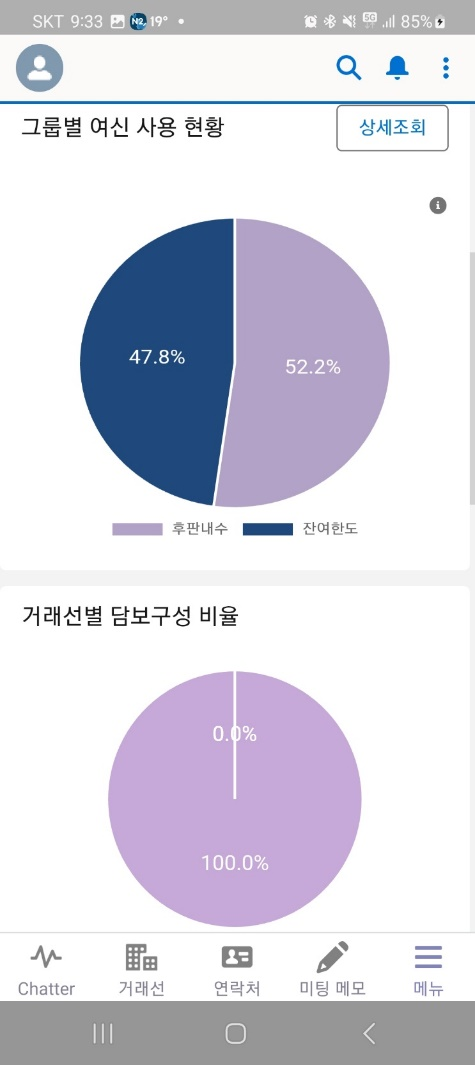 SKT 9:33 N2 19° 5G 85%
그룹별 여신 사용 현황
상세조회
47.8%
52.2%
후판내수 잔여한도
거래선별 담보구성 비율
0.0%
100.0%
Chatter 거래선 연락처 미팅 메모 메뉴